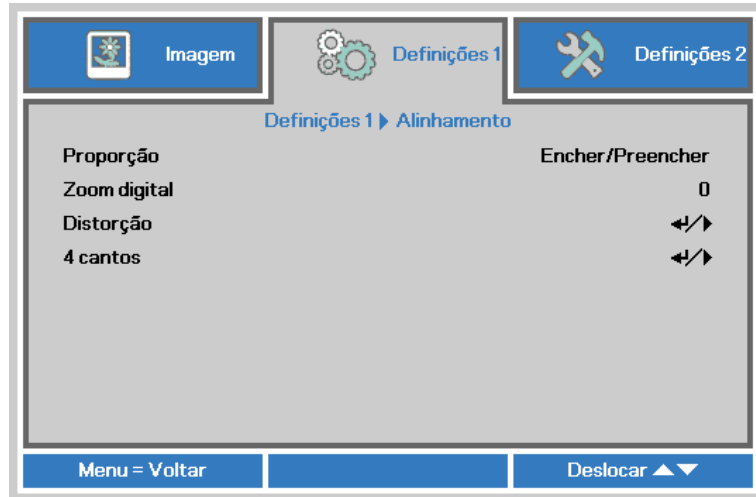 Imagem
Definições 1
Definições 2
Definições 1 ▶ Alinhamento
Proporção Encher/Preencher
Zoom digital 0
Distorção ↵/▶
4 cantos ↵/▶
Menu = Voltar
Deslocar ▲▼